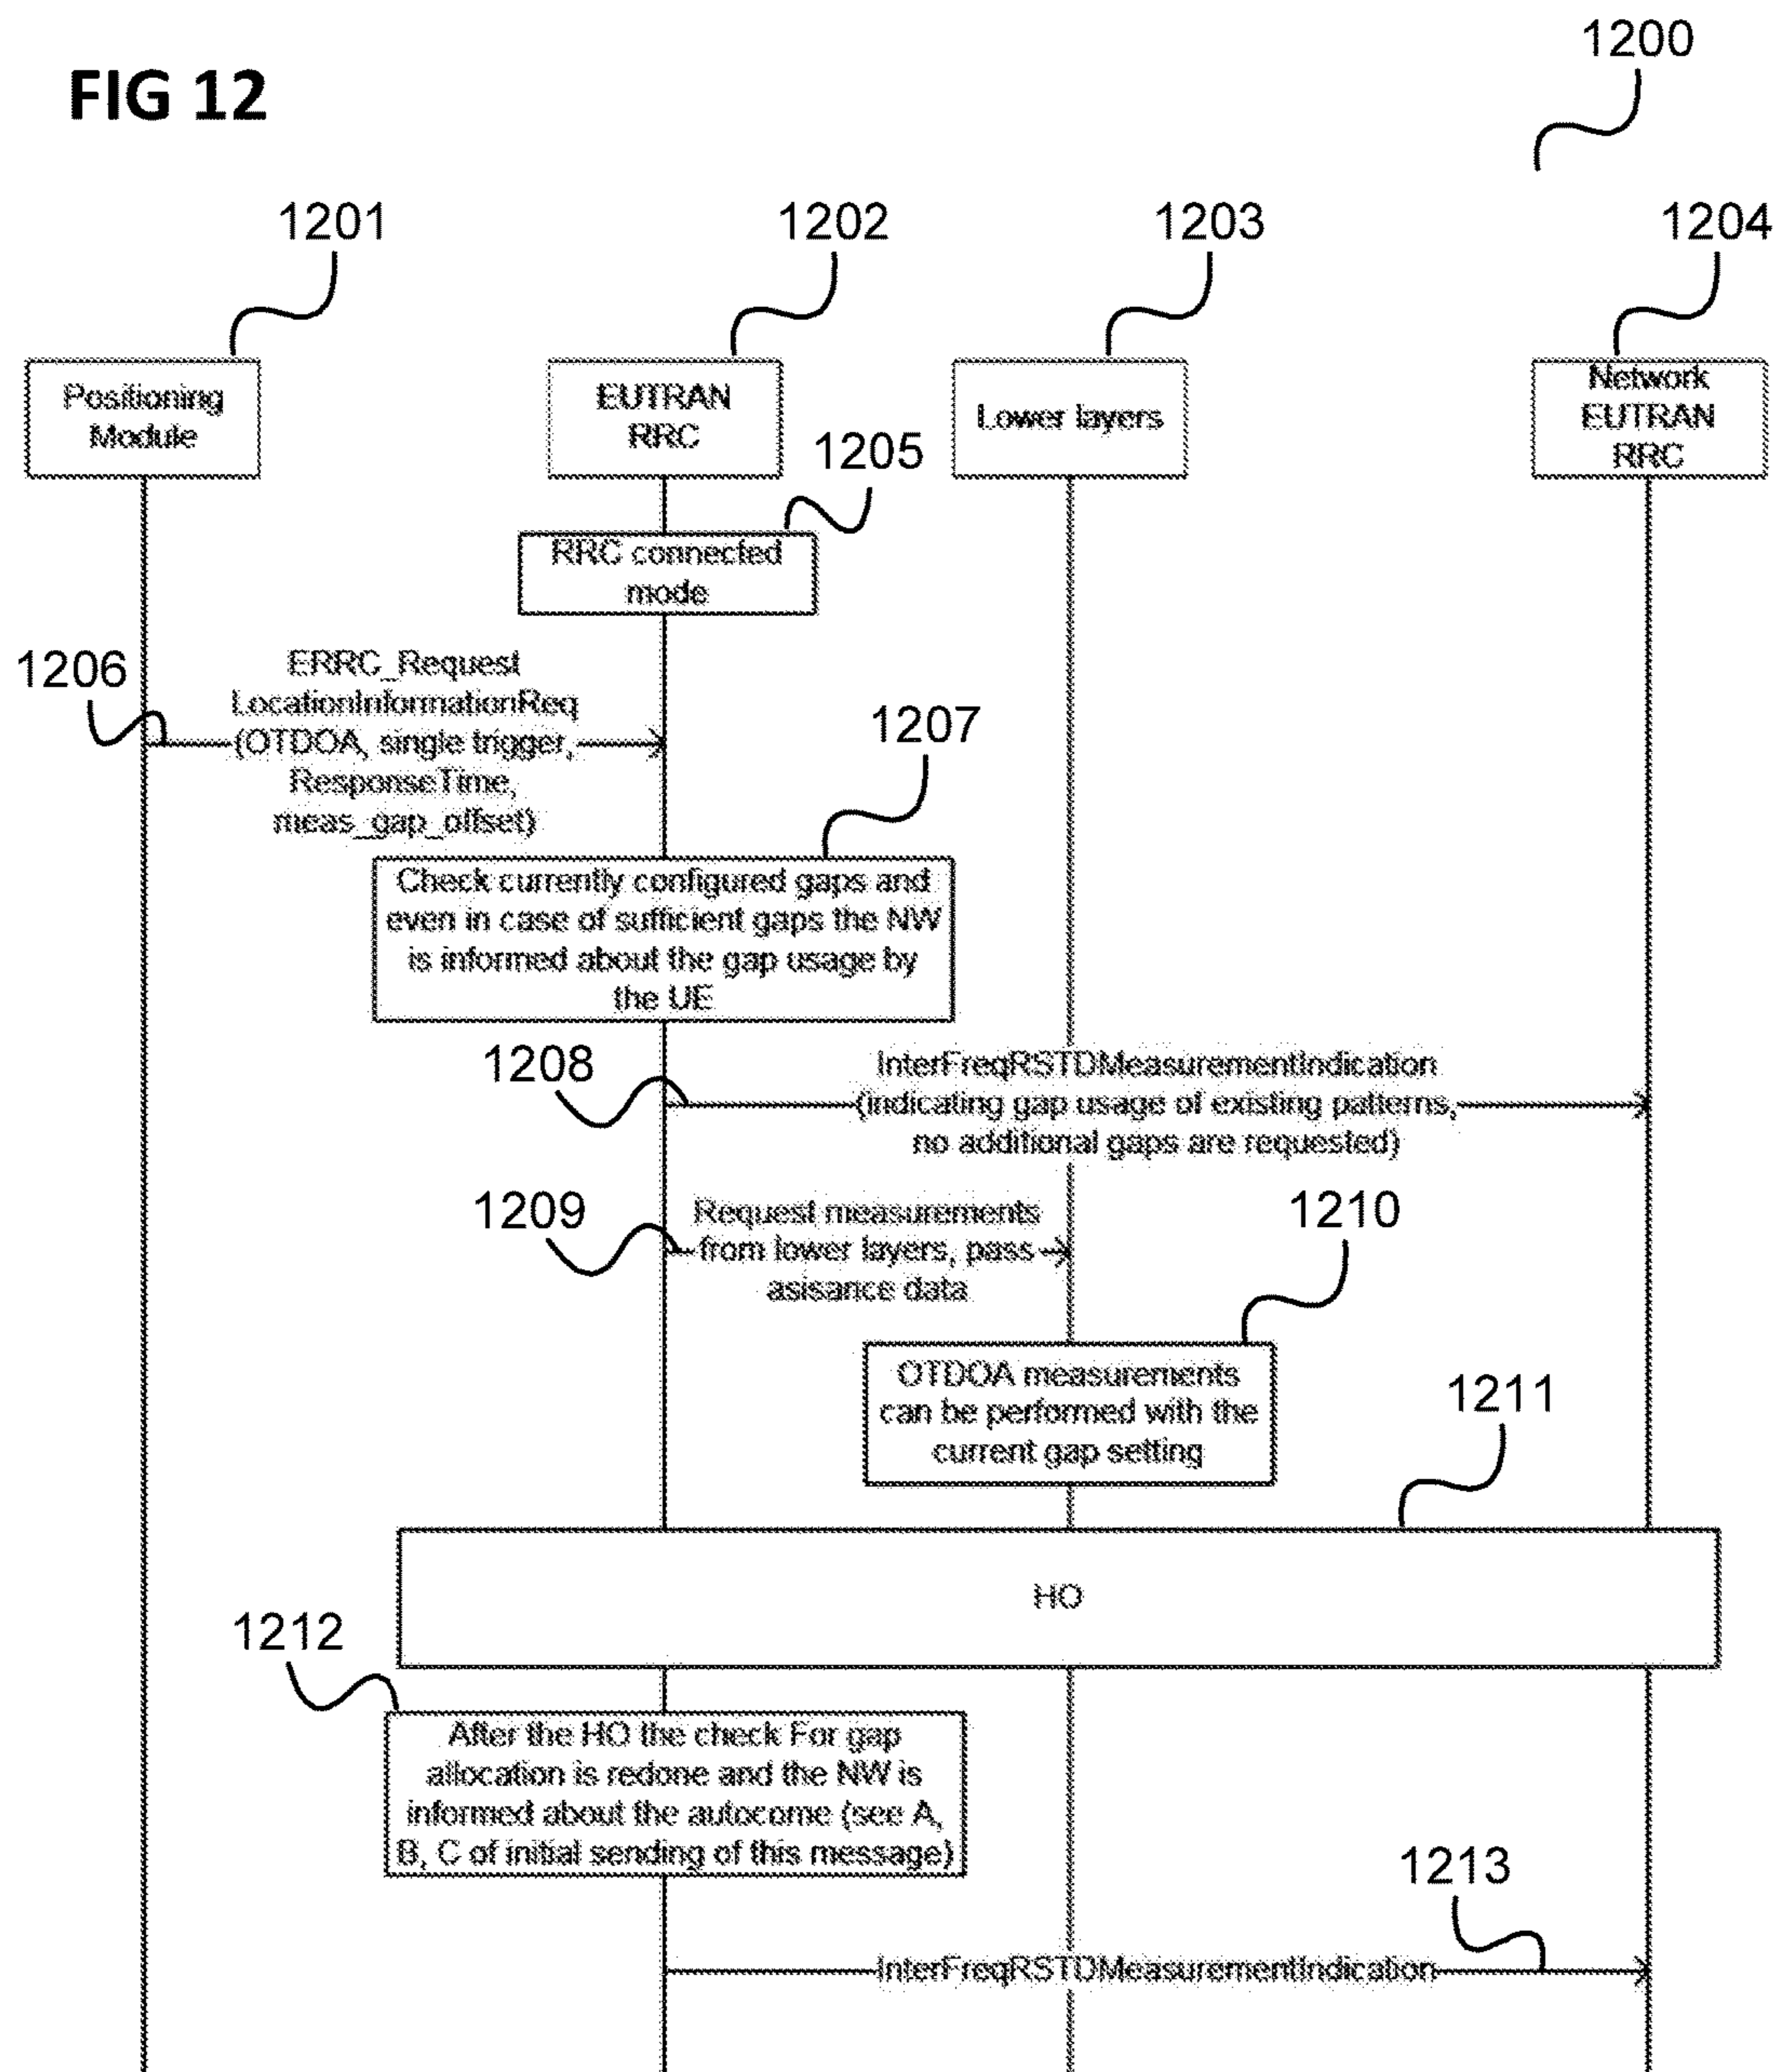 1200
FIG 12
1201
1202
1203
1204
Positioning
Module
EUTRAN
RRC
Lower layers
Network
EUTRAN
RRC
1205
RRC connected
mode
1206
ERRC_Request
LocationInformationReq
(OTDOA, single trigger,
ResponseTime,
meas_gap_offset)
1207
Check currently configured gaps and
even in case of sufficient gaps the NW
is informed about the gap usage by
the UE
1208
InterFreqRSTDMeasurementIndication
(indicating gap usage of existing patterns,
no additional gaps are requested)
1209
Request measurements
from lower layers, pass
asisance data
1210
OTDOA measurements
can be performed with the
current gap setting
1211
HO
1212
After the HO the check For gap
allocation is redone and the NW is
informed about the autocome (see A,
B, C of initial sending of this message)
1213
InterFreqRSTDMeasurementIndication